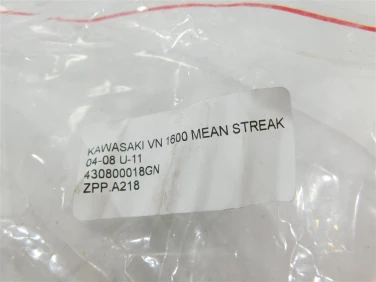 KAWASAKI VN 1600 MEAN STREAK
04-08 U-11
430800018GN
ZPP.A218